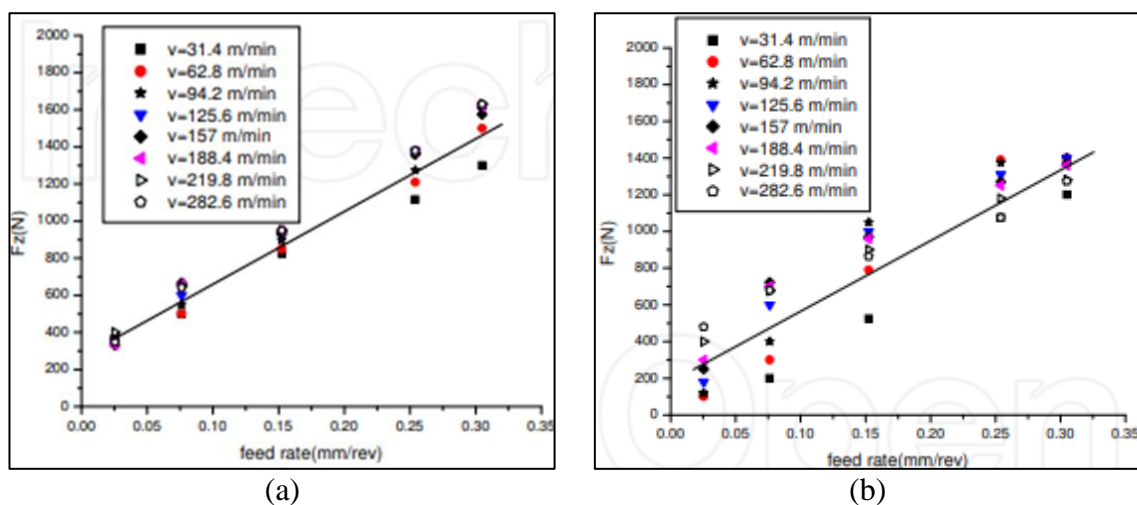 v=31.4 m/min
v=62.8 m/min
v=94.2 m/min
v=125.6 m/min
v=157 m/min
v=188.4 m/min
v=219.8 m/min
v=282.6 m/min
2000
1800
1600
1400
1200
1000
800
600
400
200
0
Fz(N)
0.00 0.05 0.10 0.15 0.20 0.25 0.30 0.35
feed rate(mm/rev)
(a)
v=31.4 m/min
v=62.8 m/min
v=94.2 m/min
v=125.6 m/min
v=157 m/min
v=188.4 m/min
v=219.8 m/min
v=282.6 m/min
2000
1800
1600
1400
1200
1000
800
600
400
200
0
Fz(N)
0.00 0.05 0.10 0.15 0.20 0.25 0.30 0.35
feed rate(mm/rev)
(b)
Open